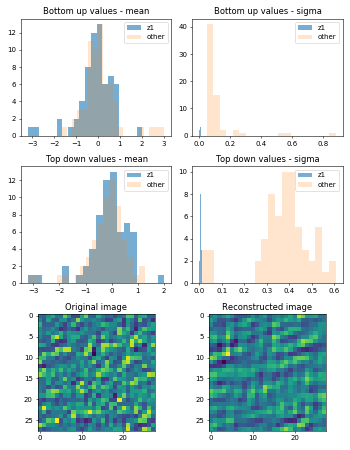 Bottom up values - mean
Bottom up values - sigma
12
10
8
6
4
2
0
z1
other
−3 −2 −1 0 1 2 3
40
30
20
10
0
z1
other
0.0 0.2 0.4 0.6 0.8
Top down values - mean
Top down values - sigma
12
10
8
6
4
2
0
z1
other
−3 −2 −1 0 1 2
10
8
6
4
2
0
z1
other
0.0 0.1 0.2 0.3 0.4 0.5 0.6
Original image
Reconstructed image
0
5
10
15
20
25
0 20
0
5
10
15
20
25
0 10 20